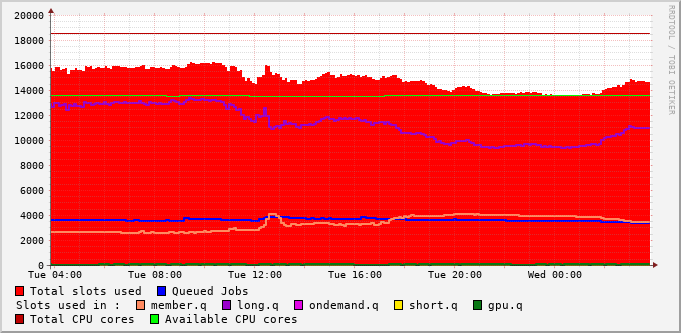 20000
18000
16000
14000
12000
10000
8000
6000
4000
2000
0
Tue 04:00 Tue 08:00 Tue 12:00 Tue 16:00 Tue 20:00 Wed 00:00
Total slots used Queued Jobs
Slots used in : member.q long.q ondemand.q short.q gpu.q
Total CPU cores Available CPU cores
RRDTOOL / TOBI OETIKER